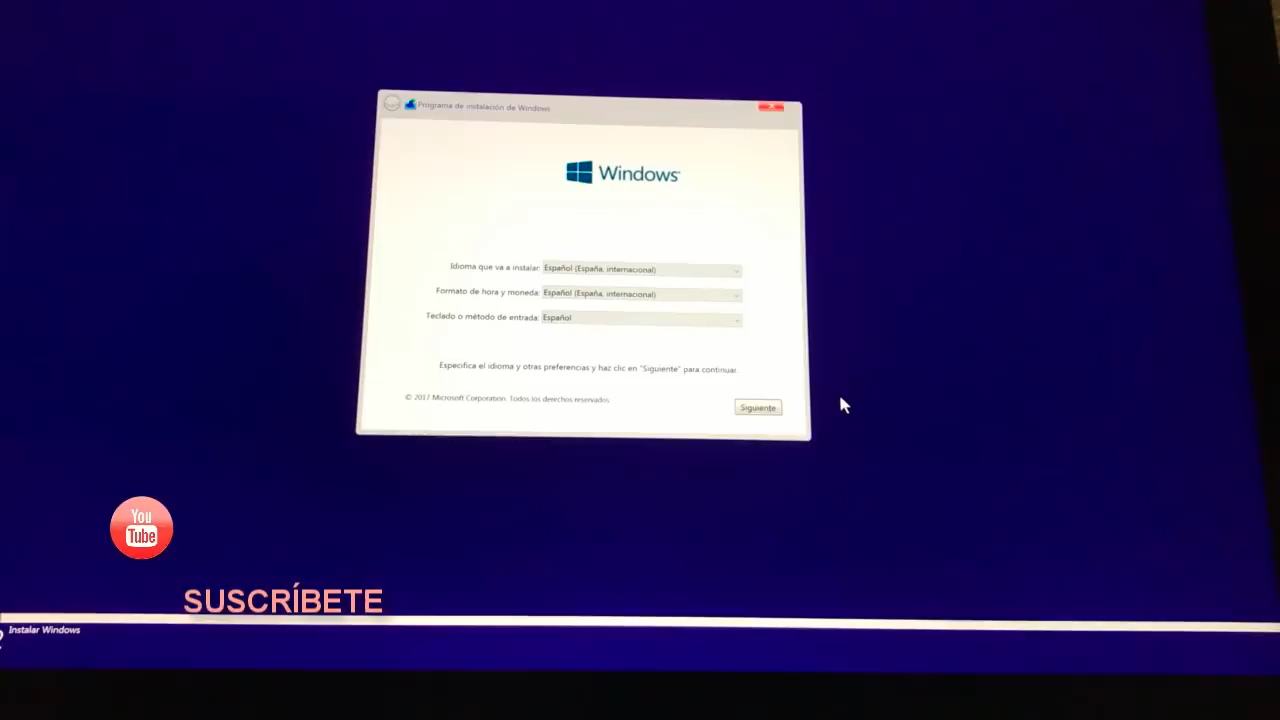 Programa de instalación de Windows
Windows
Idioma que va a instalar: Español (España, internacional)
Formato de hora y moneda: Español (España, internacional)
Teclado o método de entrada: Español
Especifica el idioma y otras preferencias y haz clic en "Siguiente" para continuar.
© 2017 Microsoft Corporation. Todos los derechos reservados.
Siguiente
You
Tube
SUSCRÍBETE
Instalar Windows